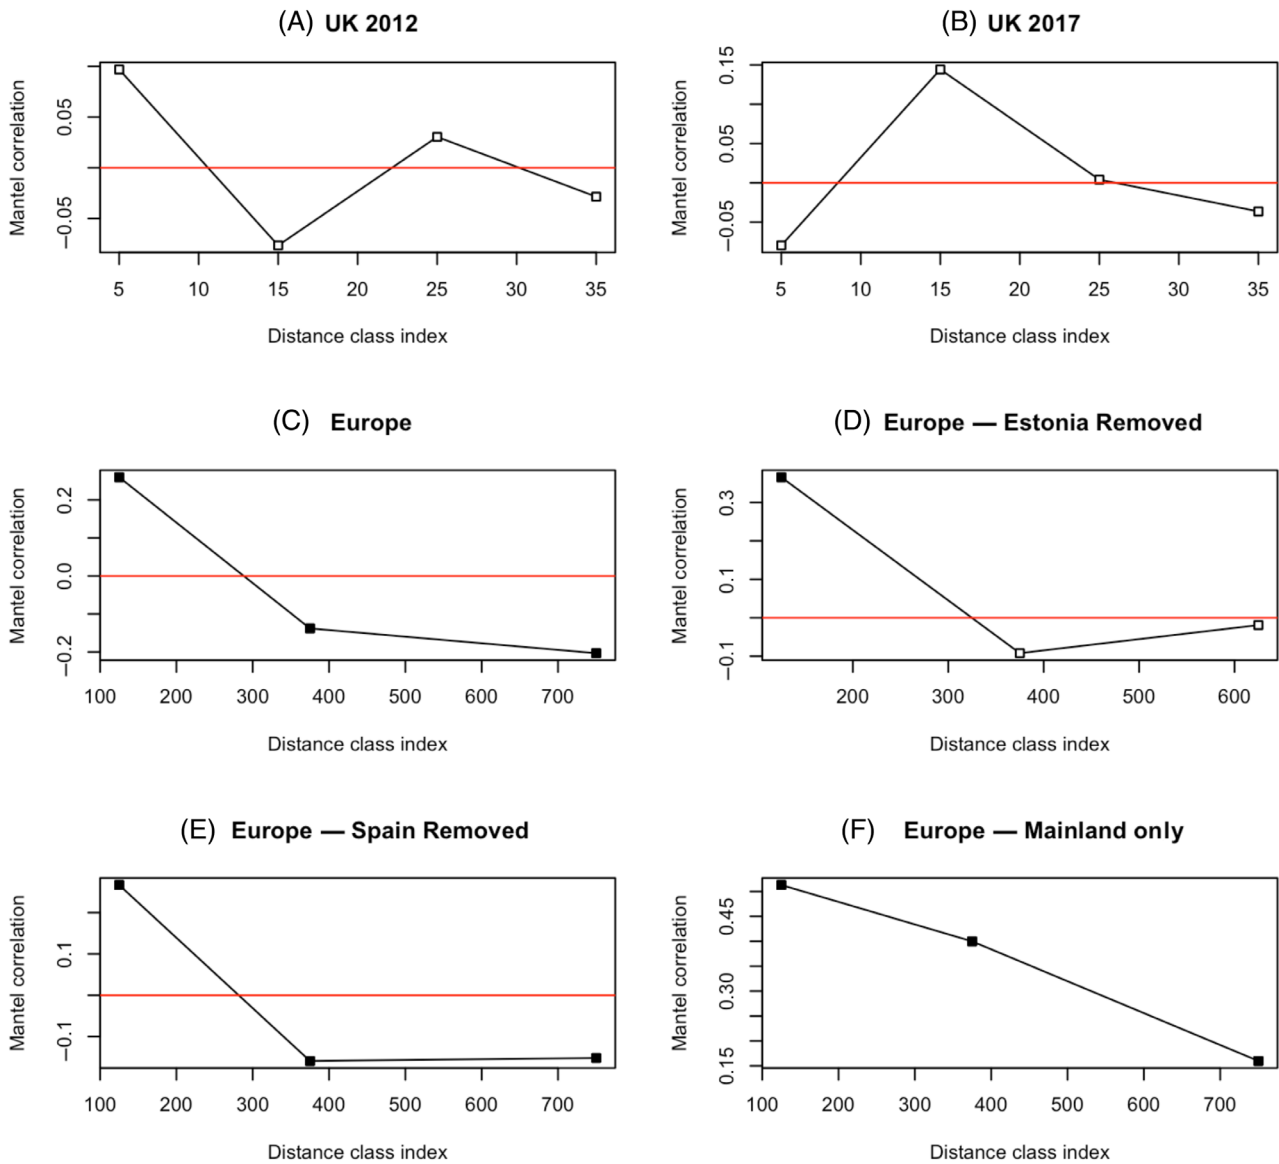 (A) UK 2012
Mantel correlation
0.05
−0.05
5 10 15 20 25 30 35
Distance class index
(B) UK 2017
Mantel correlation
0.15
0.05
−0.05
5 10 15 20 25 30 35
Distance class index
(C) Europe
Mantel correlation
0.2
0.0
−0.2
100 200 300 400 500 600 700
Distance class index
(D) Europe — Estonia Removed
Mantel correlation
0.3
0.1
−0.1
200 300 400 500 600
Distance class index
(E) Europe — Spain Removed
Mantel correlation
0.1
−0.1
100 200 300 400 500 600 700
Distance class index
(F) Europe — Mainland only
Mantel correlation
0.45
0.30
0.15
100 200 300 400 500 600 700
Distance class index